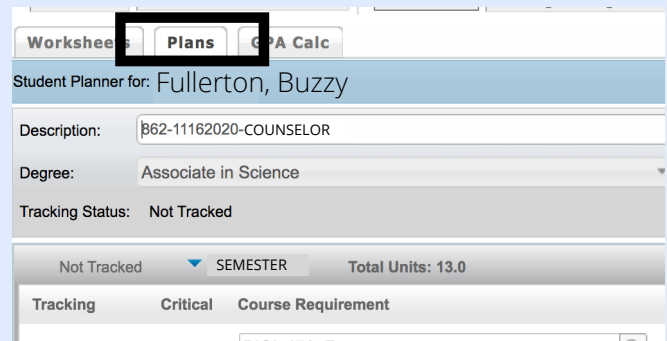 Worksheets Plans GPA Calc
Student Planner for: Fullerton, Buzzy
Description: 862-11162020-COUNSELOR
Degree: Associate in Science
Tracking Status: Not Tracked
Not Tracked SEMESTER Total Units: 13.0
Tracking Critical Course Requirement